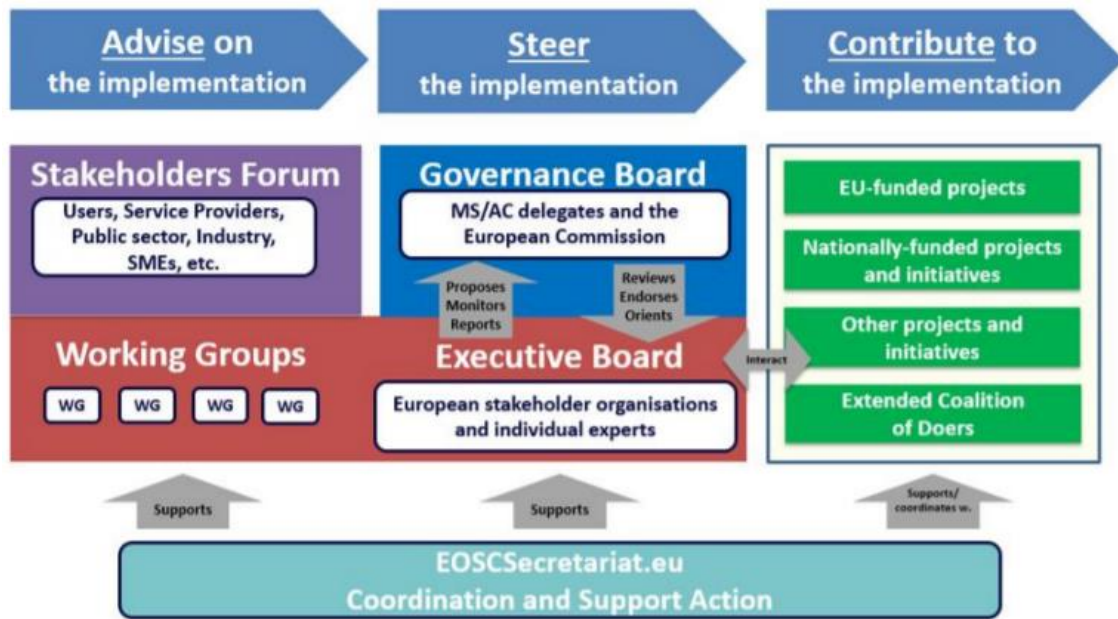 Advise on
the implementation
Steer
the implementation
Contribute to
the implementation
Stakeholders Forum
Users, Service Providers,
Public sector, Industry,
SMEs, etc.
Governance Board
MS/AC delegates and the
European Commission
Proposes
Monitors
Reports
Reviews
Endorses
Orients
Working Groups
WG
WG
WG
WG
Executive Board
European stakeholder organisations
and individual experts
Interact
EU-funded projects
Nationally-funded projects
and initiatives
Other projects and
initiatives
Extended Coalition
of Doers
Supports
Supports
Supports/
coordinates w.
EOSCSecretariat.eu
Coordination and Support Action